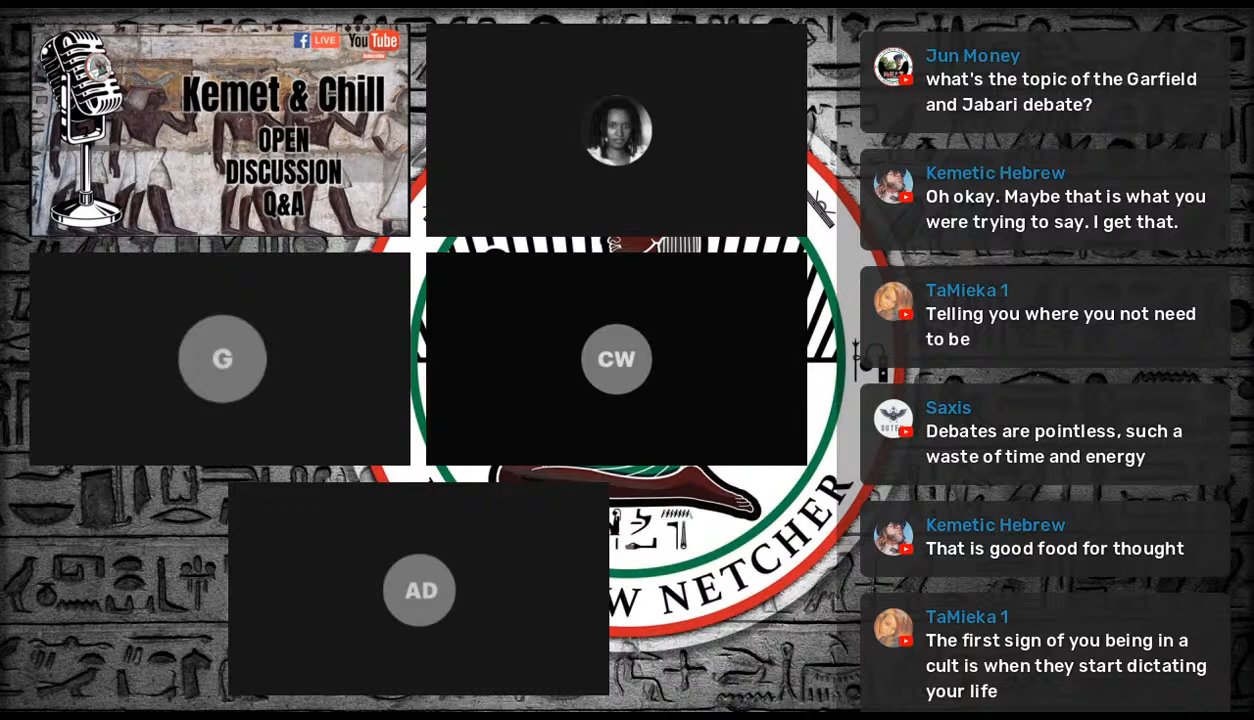 LIVE
YouTube
Kemet & Chill
OPEN
DISCUSSION
Q&A
G
CW
AD
W NETCHER
Jun Money
what's the topic of the Garfield
and Jabari debate?
Kemetic Hebrew
Oh okay. Maybe that is what you
were trying to say. I get that.
TaMieka 1
Telling you where you not need
to be
Saxis
Debates are pointless, such a
waste of time and energy
Kemetic Hebrew
That is good food for thought
TaMieka 1
The first sign of you being in a
cult is when they start dictating
your life